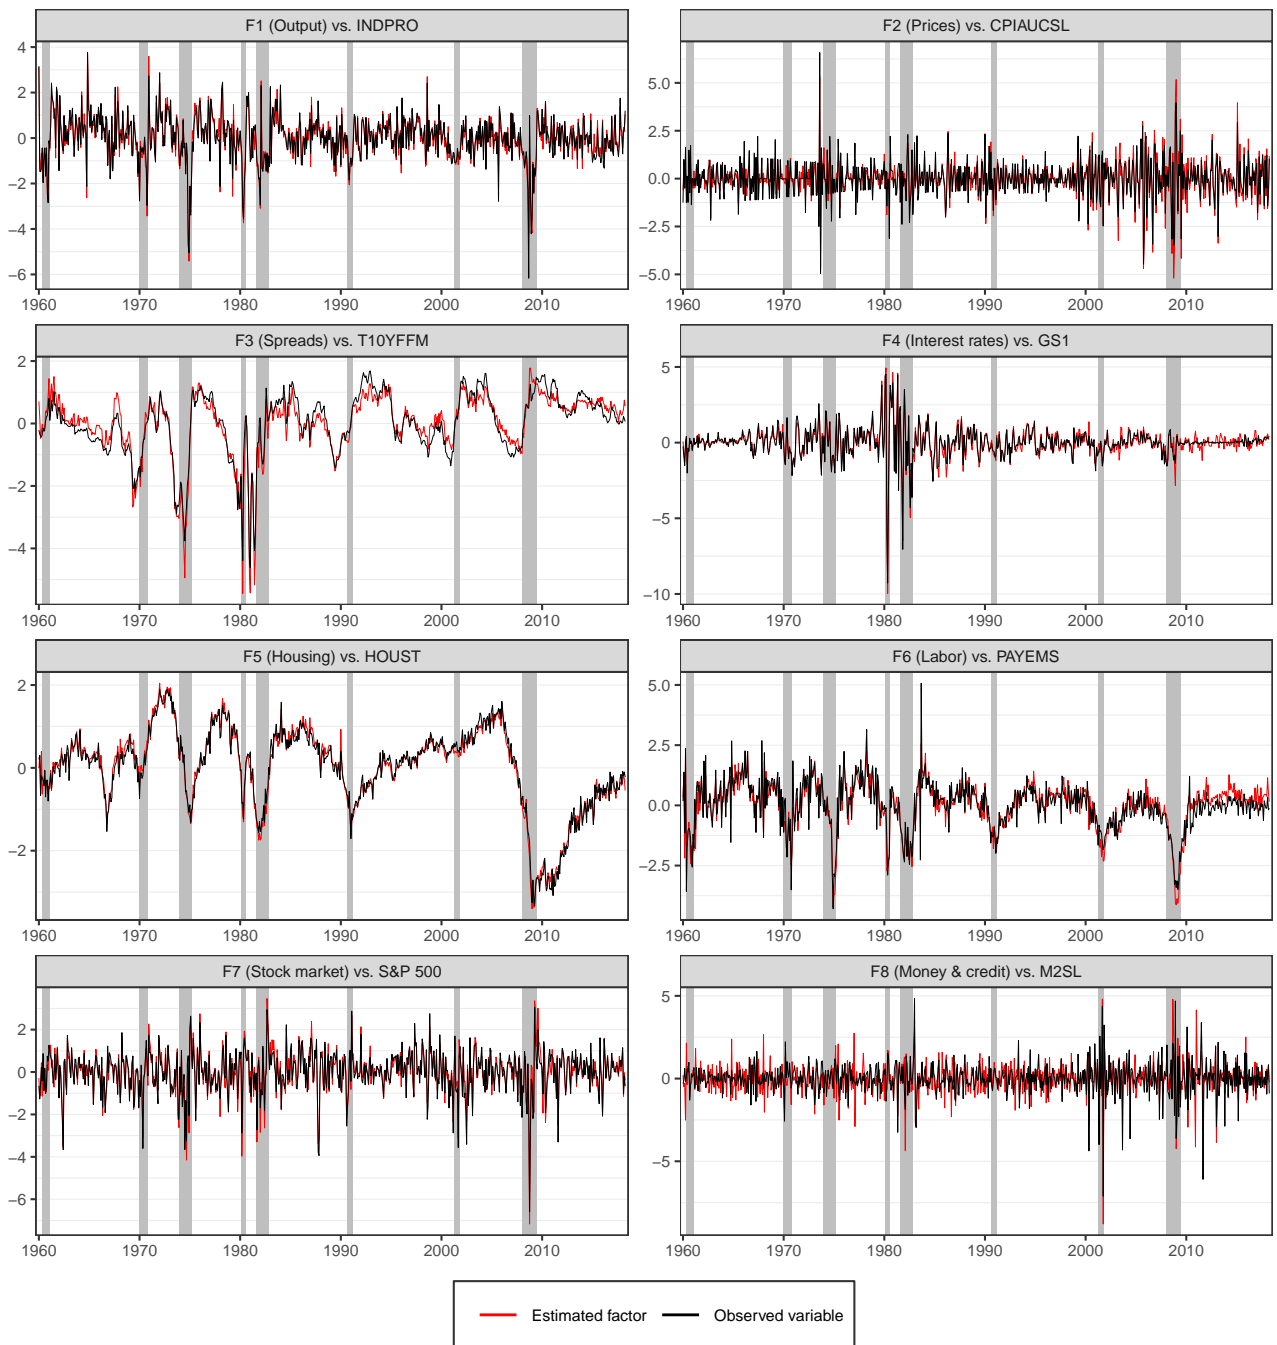 F1 (Output) vs. INDPRO
4
2
0
−2
−4
−6
1960 1970 1980 1990 2000 2010
F2 (Prices) vs. CPIAUCSL
5.0
2.5
0.0
−2.5
−5.0
1960 1970 1980 1990 2000 2010
F3 (Spreads) vs. T10YFFM
2
0
−2
−4
1960 1970 1980 1990 2000 2010
F4 (Interest rates) vs. GS1
5
0
−5
−10
1960 1970 1980 1990 2000 2010
F5 (Housing) vs. HOUST
2
0
−2
1960 1970 1980 1990 2000 2010
F6 (Labor) vs. PAYEMS
5.0
2.5
0.0
−2.5
1960 1970 1980 1990 2000 2010
F7 (Stock market) vs. S&P 500
2
0
−2
−4
−6
1960 1970 1980 1990 2000 2010
F8 (Money & credit) vs. M2SL
5
0
−5
1960 1970 1980 1990 2000 2010
Estimated factor Observed variable